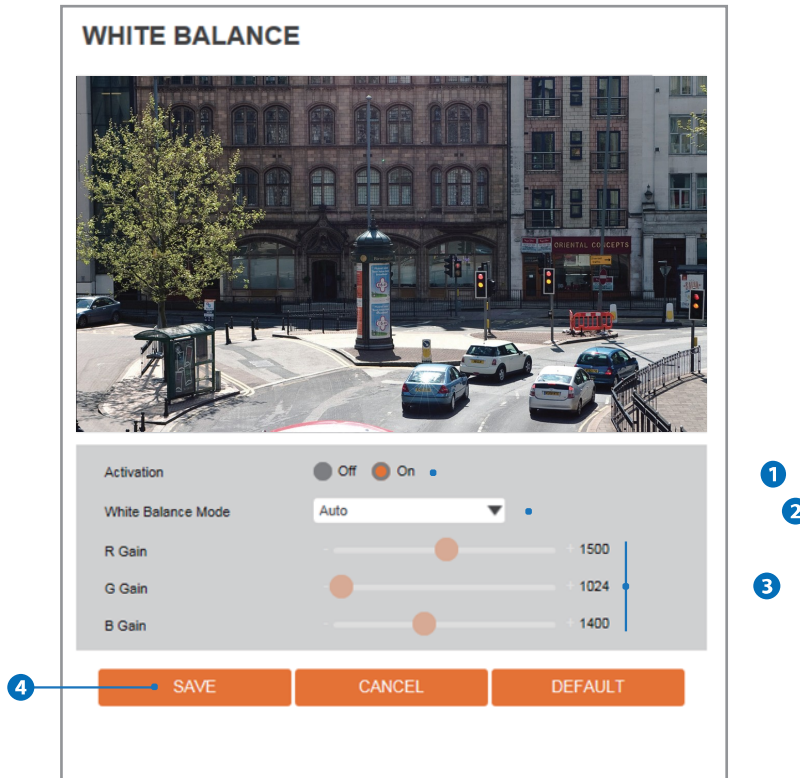 WHITE BALANCE
ORIENTAL CONCEPTS
Activation Off On 1
White Balance Mode Auto 2
R Gain - + 1500
G Gain - + 1024 3
B Gain - + 1400
4 SAVE CANCEL DEFAULT